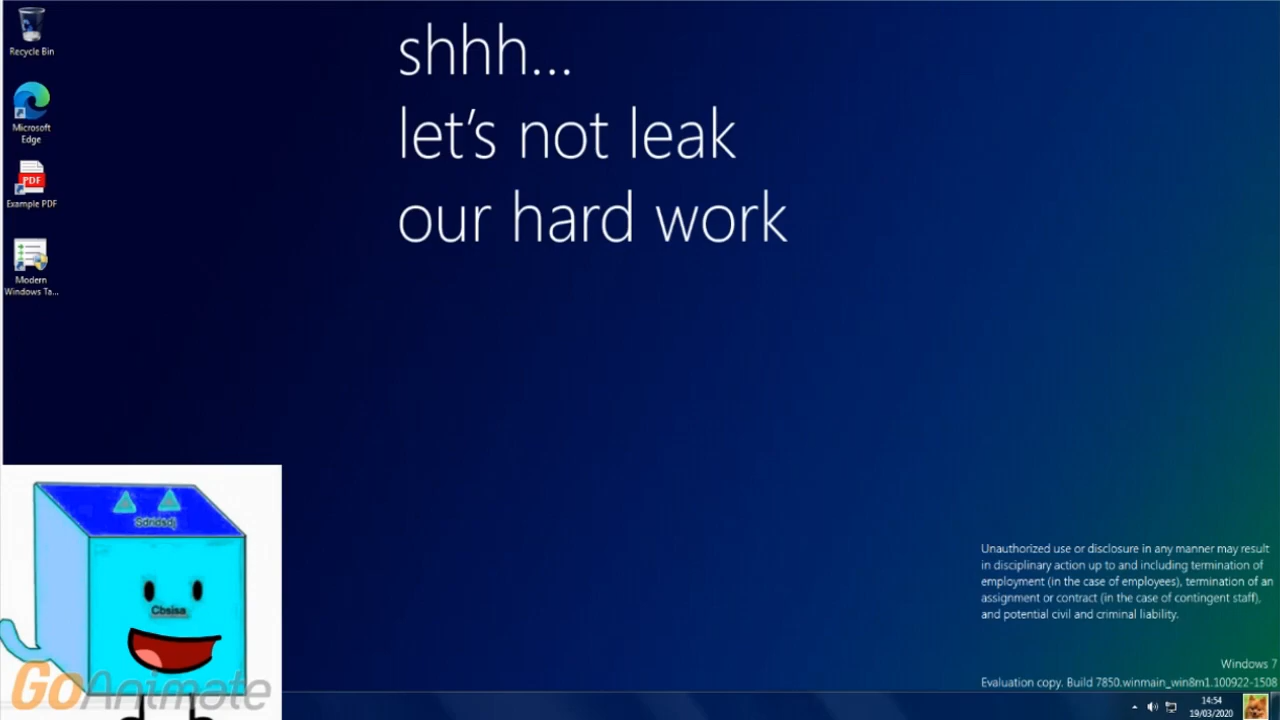 Recycle Bin
shhh...
let's not leak
our hard work
Microsoft
Edge
PDF
Example PDF
Modern
Windows Ta...
Gdridsdj
Cbsisa
GoAnimate
Unauthorized use or disclosure in any manner may result
in disciplinary action up to and including termination of
employment (in the case of employees), termination of an
assignment or contract (in the case of contingent staff),
and potential civil and criminal liability.
Windows 7
Evaluation copy. Build 7850.winmain_win8m1.100922-1508
14:54
19/03/2020